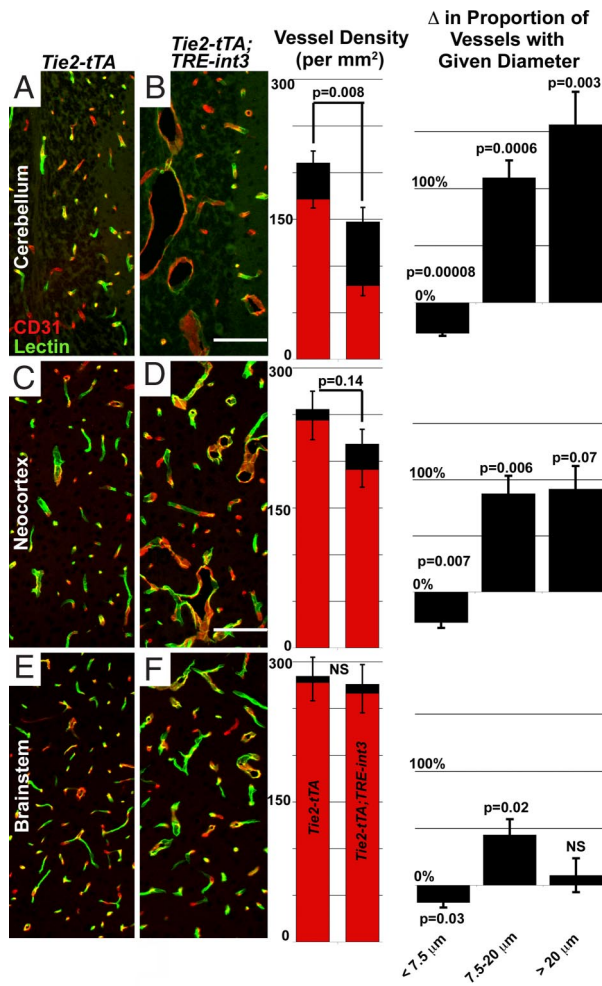 Tie2-tTA
Tie2-tTA;
TRE-int3
Vessel Density
(per mm²)
Δ in Proportion of
Vessels with
Given Diameter
A
B
Cerebellum
CD31
Lectin
300
150
0
p=0.008
p=0.00008
p=0.0006
p=0.003
100%
0%
C
D
Neocortex
300
150
0
p=0.14
p=0.007
p=0.006
p=0.07
100%
0%
E
F
Brainstem
300
150
0
NS
Tie2-tTA
Tie2-tTA;TRE-int3
p=0.03
p=0.02
NS
100%
0%
< 7.5 μm
7.5-20 μm
> 20 μm